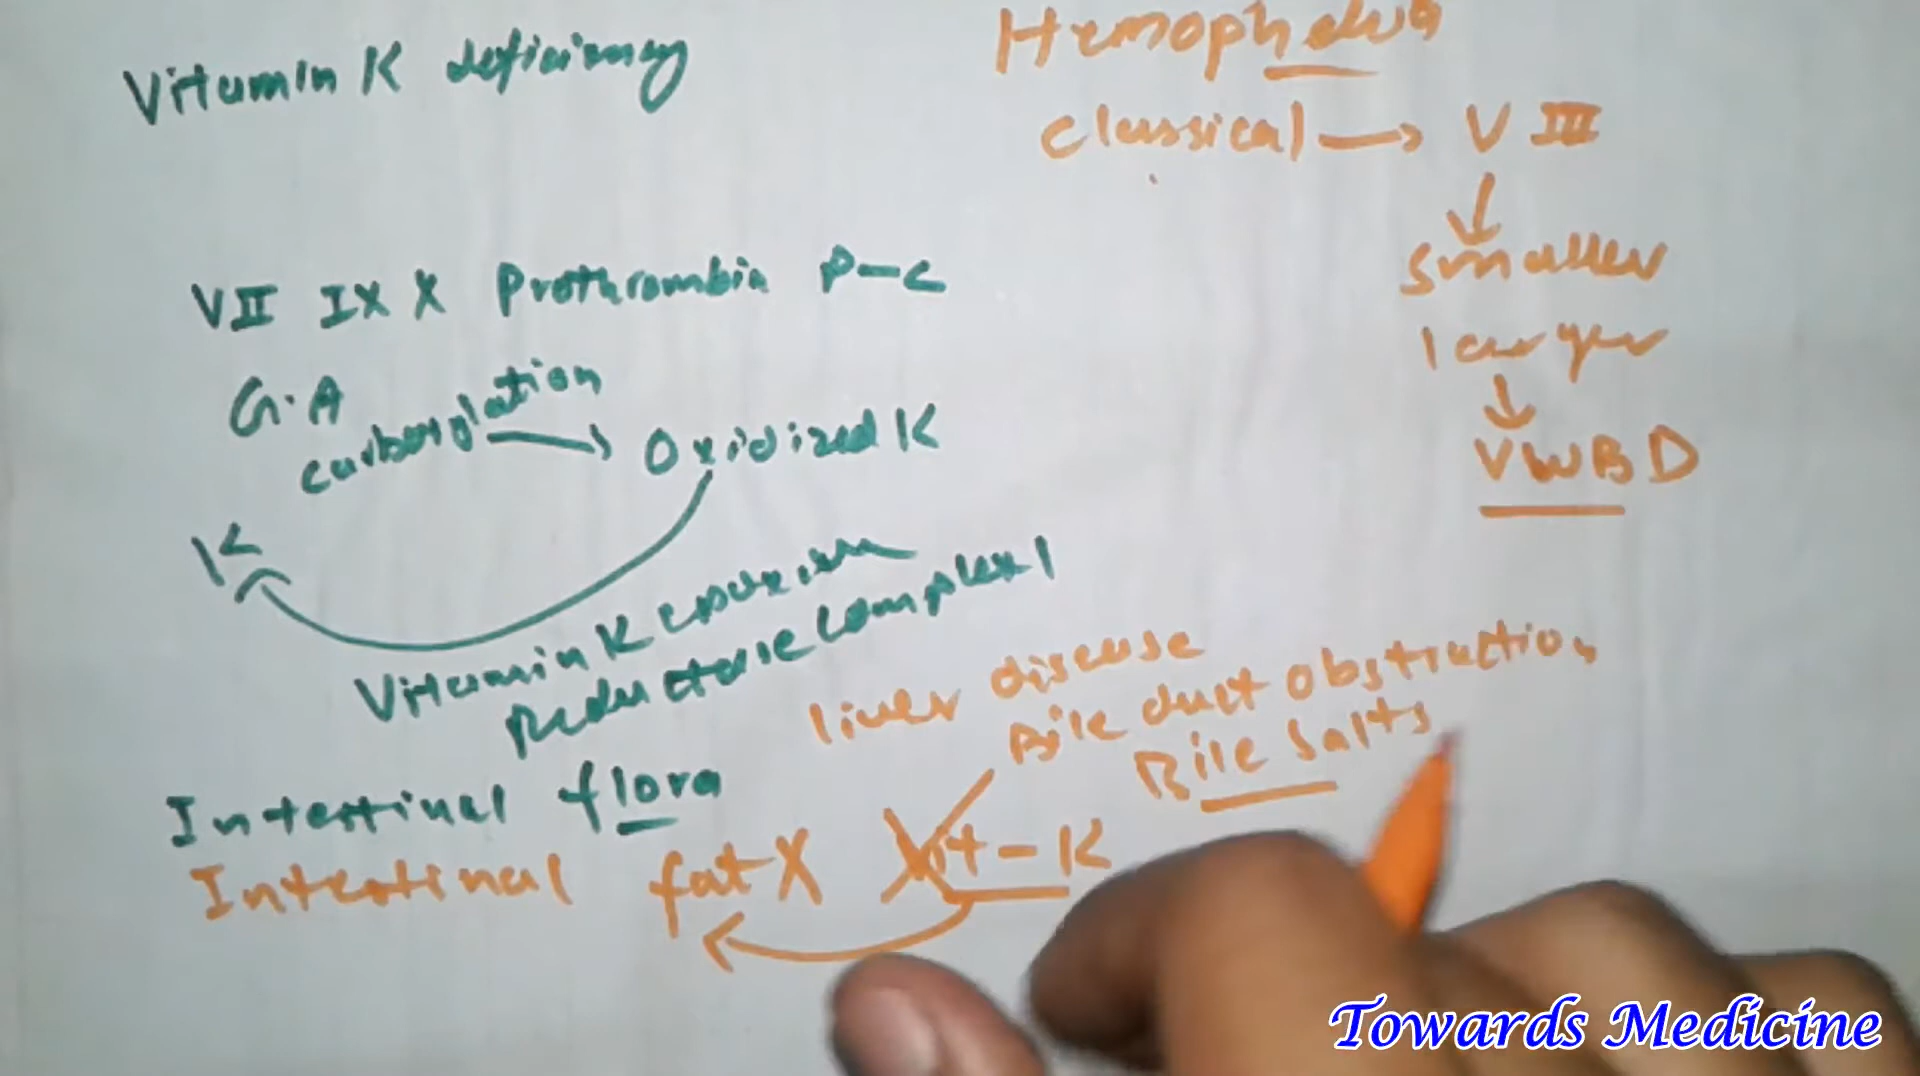 Vitamin K deficiency
VII IX X Prothrombin P-C
G.A
carboxylation → Oxidized K
K
Vitamin K epoxide
Reductase complex 1
Intestinal flora
Intestinal fat X Vit-K
liver disease
Bile duct obstruction
Bile salts
Hemophelia
classical → V III
↓
smaller
larger
↓
VWBD
Towards Medicine